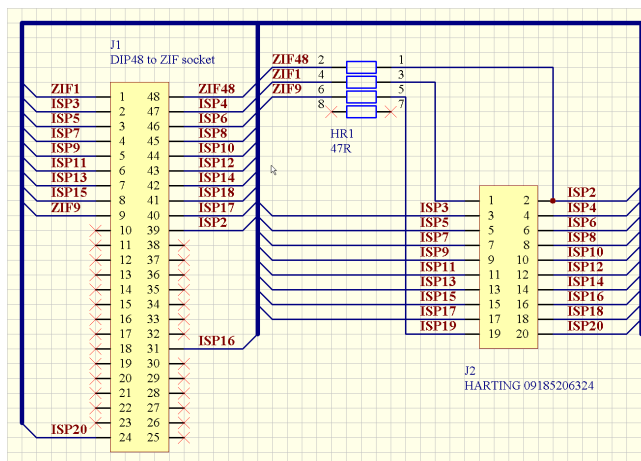 J1
DIP48 to ZIF socket
ZIF1 1 48 ZIF48
ISP3 2 47 ISP4
ISP5 3 46 ISP6
ISP7 4 45 ISP8
ISP9 5 44 ISP10
ISP11 6 43 ISP12
ISP13 7 42 ISP14
ISP15 8 41 ISP18
ZIF9 9 40 ISP17
10 39 ISP2
11 38
12 37
13 36
14 35
15 34
16 33
17 32
18 31 ISP16
19 30
20 29
21 28
22 27
23 26
ISP20 24 25
ZIF48 2 1
ZIF1 4 3
ZIF9 6 5
8 7
HR1
47R
1 2 ISP2
ISP3 3 4 ISP4
ISP5 5 6 ISP6
ISP7 7 8 ISP8
ISP9 9 10 ISP10
ISP11 11 12 ISP12
ISP13 13 14 ISP14
ISP15 15 16 ISP16
ISP17 17 18 ISP18
ISP19 19 20 ISP20
J2
HARTING 09185206324